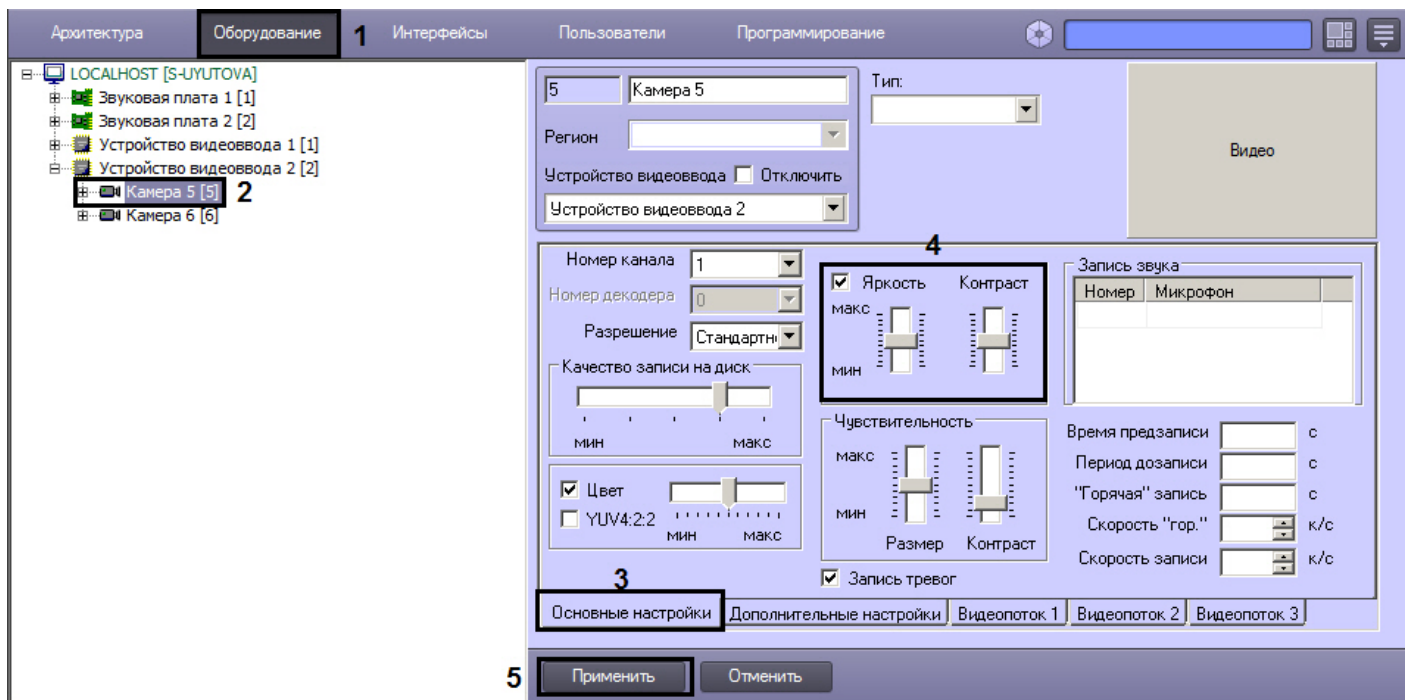 Архитектура Оборудование 1 Интерфейсы Пользователи Программирование
LOCALHOST [S-UYUTOVA]
Звуковая плата 1 [1]
Звуковая плата 2 [2]
Устройство видеоввода 1 [1]
Устройство видеоввода 2 [2]
Камера 5 [5] 2
Камера 6 [6]
5 Камера 5
Тип:
Регион
Устройство видеоввода Отключить
Устройство видеоввода 2
Видео
Номер канала 1
Номер декодера 0
Разрешение Стандартн
Качество записи на диск
мин макс
Цвет
YUV4:2:2
мин макс
4
Яркость Контраст
макс
мин
Чувствительность
макс
мин
Размер Контраст
Запись тревог
Запись звука
Номер Микрофон
Время предзаписи с
Период дозаписи с
"Горячая" запись с
Скорость "гор." к/с
Скорость записи к/с
3
Основные настройки Дополнительные настройки Видеопоток 1 Видеопоток 2 Видеопоток 3
5 Применить Отменить